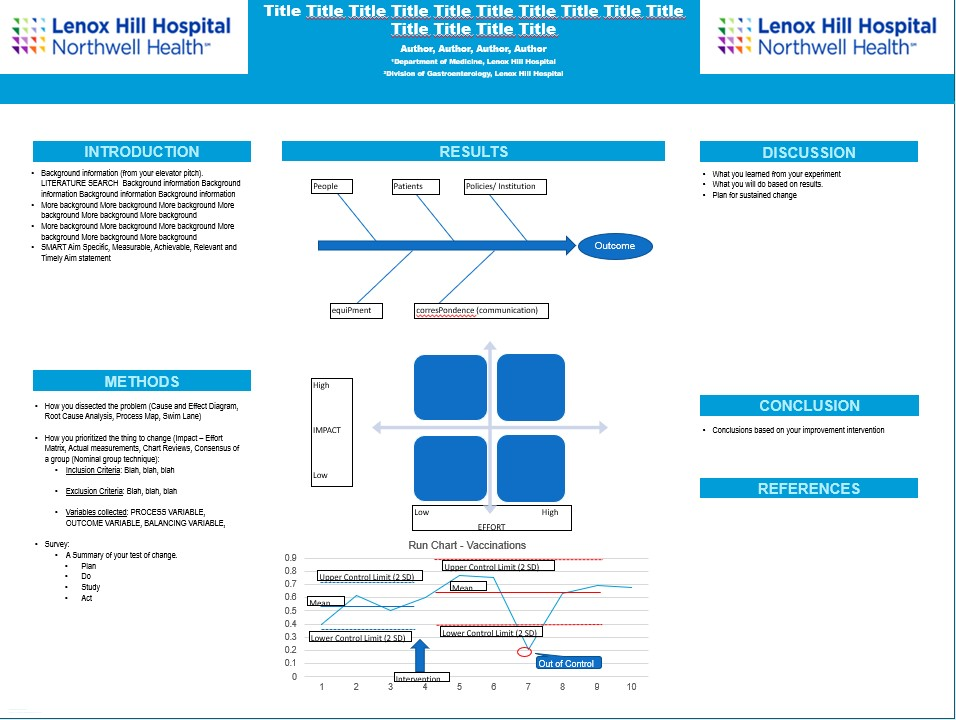 Lenox Hill Hospital
Northwell Health℠
Title Title Title Title Title Title Title Title Title Title
Title Title Title Title
Author, Author, Author, Author
¹Department of Medicine, Lenox Hill Hospital
²Division of Gastroenterology, Lenox Hill Hospital
Lenox Hill Hospital
Northwell Health℠
INTRODUCTION
• Background information (from your elevator pitch).
LITERATURE SEARCH Background information Background
information Background information Background information
• More background More background More background More
background More background More background
• More background More background More background More
background More background More background
• SMART Aim Specific, Measurable, Achievable, Relevant and
Timely Aim statement
METHODS
• How you dissected the problem (Cause and Effect Diagram,
Root Cause Analysis, Process Map, Swim Lane)
• How you prioritized the thing to change (Impact – Effort
Matrix, Actual measurements, Chart Reviews, Consensus of
a group (Nominal group technique):
• Inclusion Criteria: Blah, blah, blah
• Exclusion Criteria: Blah, blah, blah
• Variables collected: PROCESS VARIABLE,
OUTCOME VARIABLE, BALANCING VARIABLE,
• Survey:
• A Summary of your test of change.
• Plan
• Do
• Study
• Act
RESULTS
People
Patients
Policies/ Institution
Outcome
equiPment
corresPondence (communication)
High
IMPACT
Low
Low High
EFFORT
Run Chart - Vaccinations
0.9
0.8
0.7
0.6
0.5
0.4
0.3
0.2
0.1
0
Upper Control Limit (2 SD)
Mean
Lower Control Limit (2 SD)
Upper Control Limit (2 SD)
Mean
Lower Control Limit (2 SD)
Out of Control
Intervention
1 2 3 4 5 6 7 8 9 10
DISCUSSION
• What you learned from your experiment
• What you will do based on results.
• Plan for sustained change
CONCLUSION
• Conclusions based on your improvement intervention
REFERENCES